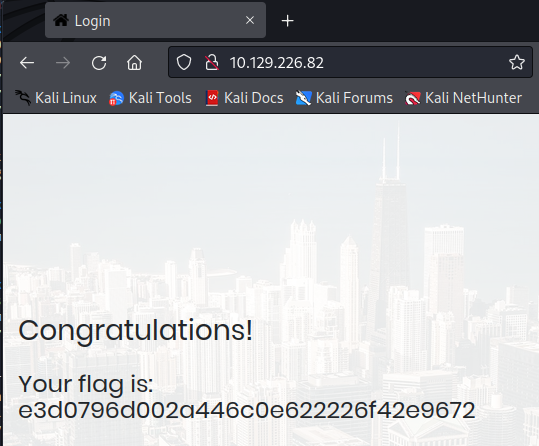 Login
10.129.226.82
Kali Linux Kali Tools Kali Docs Kali Forums Kali NetHunter
Congratulations!
Your flag is:
e3d0796d002a446c0e622226f42e9672